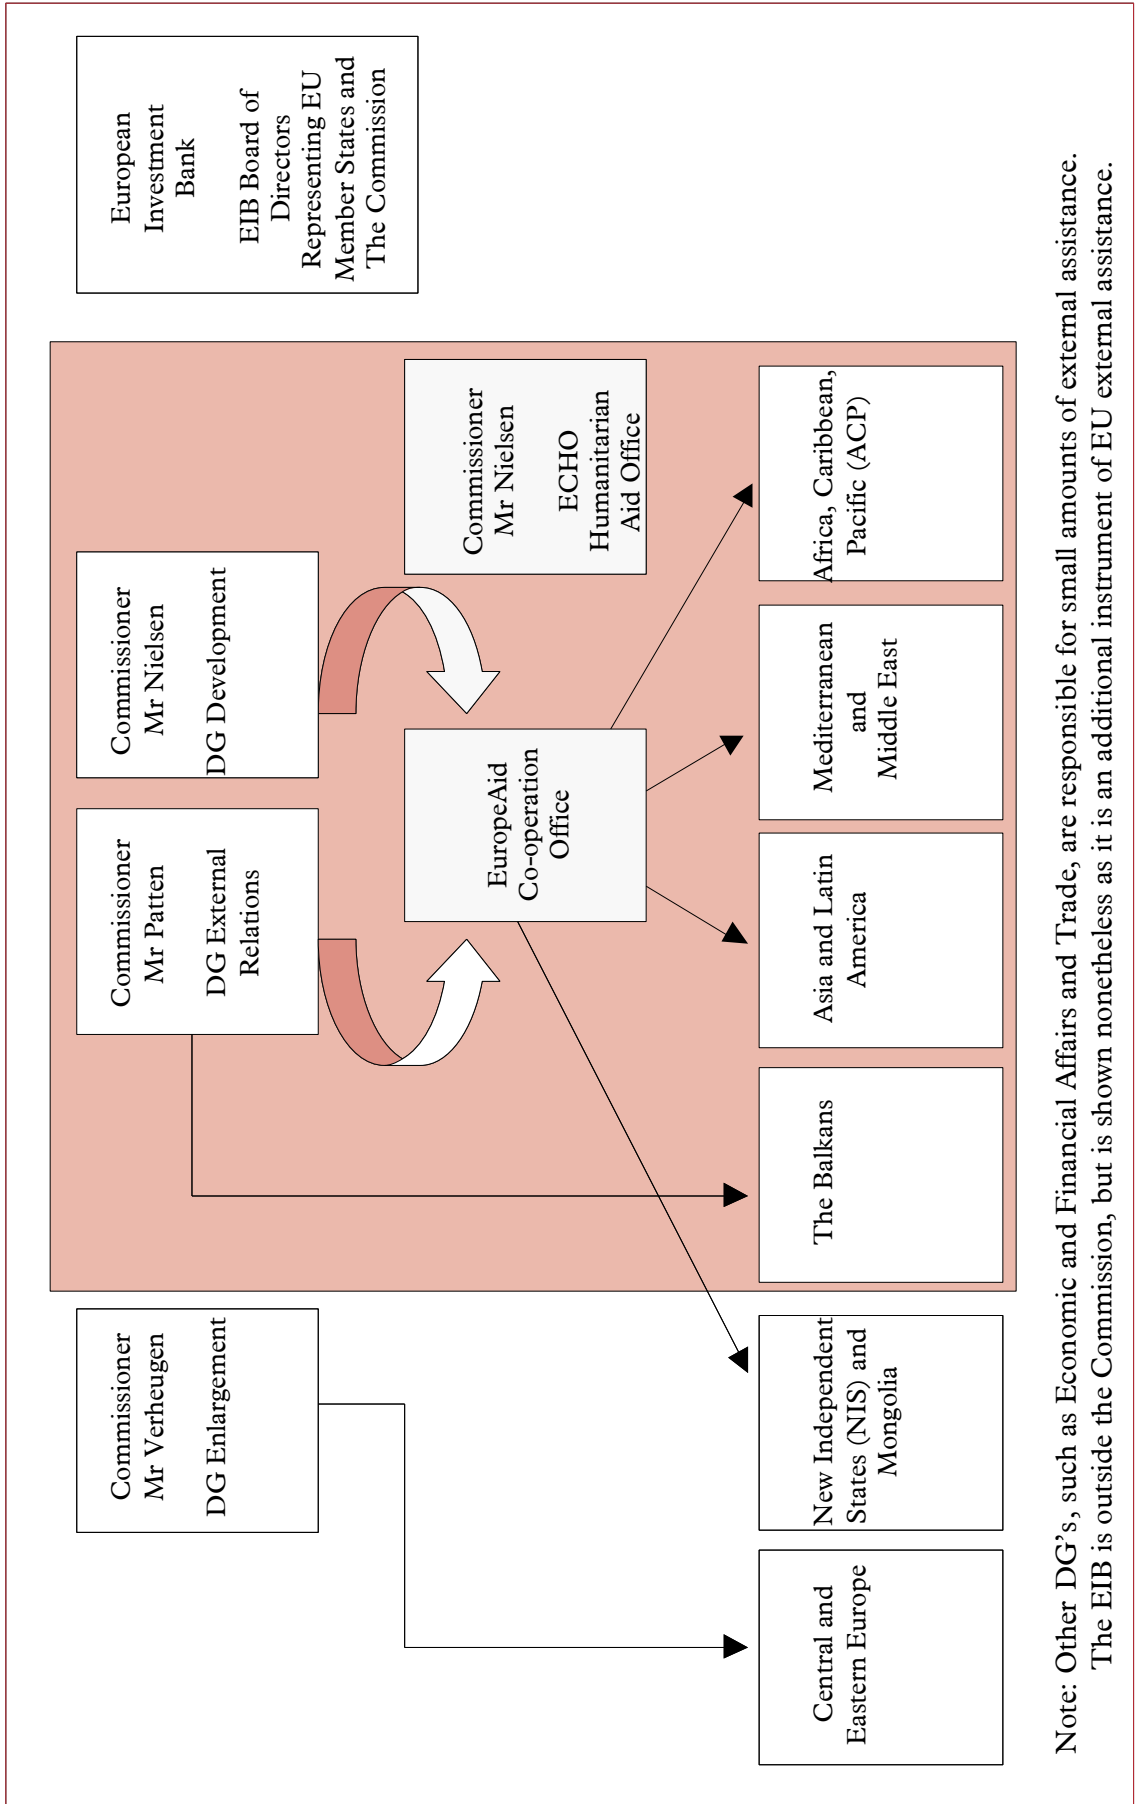 Commissioner
Mr Verheugen
DG Enlargement
Commissioner
Mr Patten
DG External
Relations
Commissioner
Mr Nielsen
DG Development
European
Investment
Bank
EIB Board of
Directors
Representing EU
Member States and
The Commission
EuropeAid
Co-operation
Office
Commissioner
Mr Nielsen
ECHO
Humanitarian
Aid Office
Central and
Eastern Europe
New Independent
States (NIS) and
Mongolia
The Balkans
Asia and Latin
America
Mediterranean
and
Middle East
Africa, Caribbean,
Pacific (ACP)
Note: Other DG’s, such as Economic and Financial Affairs and Trade, are responsible for small amounts of external assistance.
The EIB is outside the Commission, but is shown nonetheless as it is an additional instrument of EU external assistance.